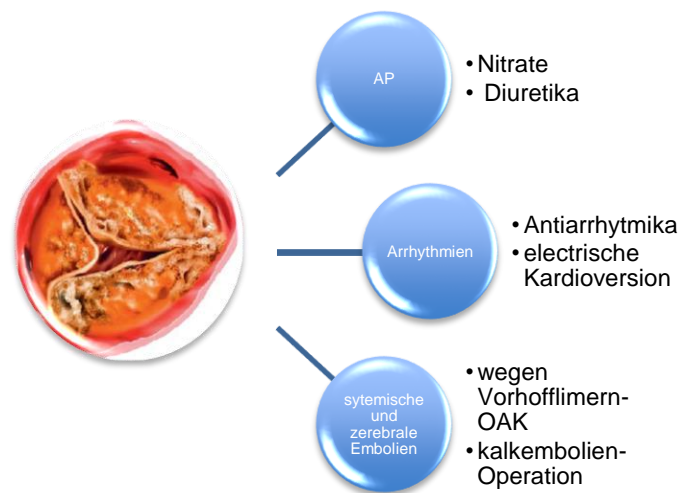 AP
• Nitrate
• Diuretika
Arrhythmien
• Antiarrhytmika
• electrische
Kardioversion
sytemische
und
zerebrale
Embolien
• wegen
Vorhofflimern-
OAK
• kalkembolien-
Operation